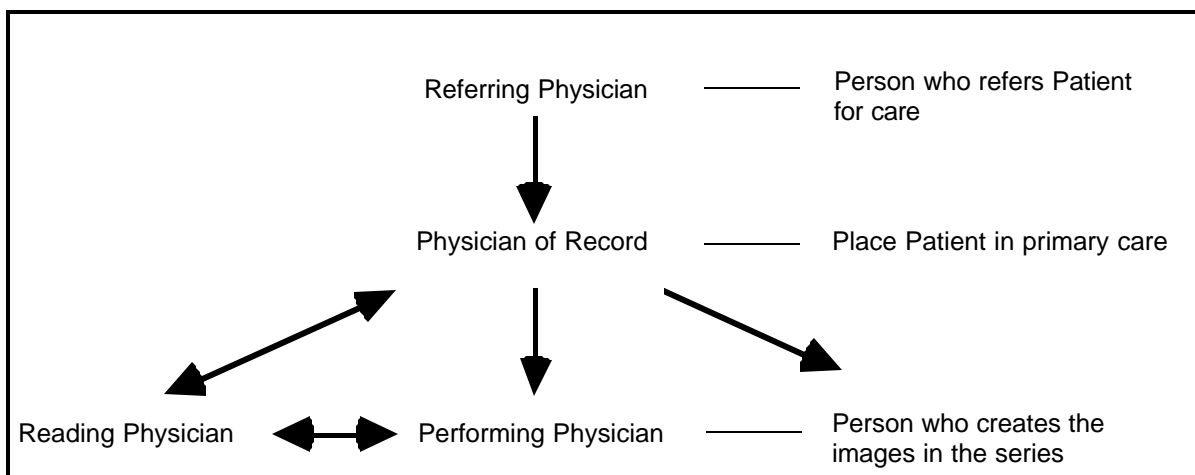 Referring Physician
Person who refers Patient
for care
Physician of Record
Place Patient in primary care
Reading Physician
Performing Physician
Person who creates the
images in the series